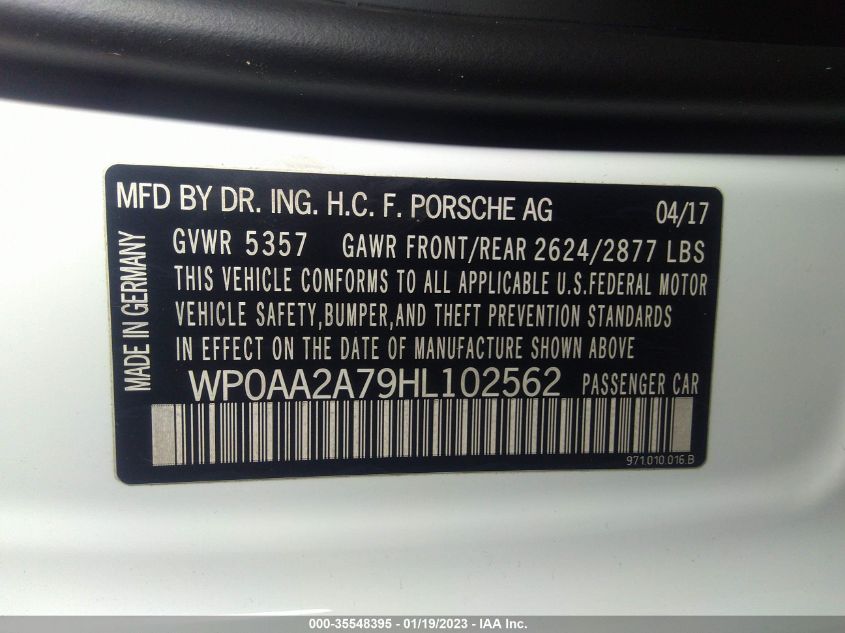 MFD BY DR. ING. H.C. F. PORSCHE AG 04/17
GVWR 5357 GAWR FRONT/REAR 2624/2877 LBS
THIS VEHICLE CONFORMS TO ALL APPLICABLE U.S.FEDERAL MOTOR
VEHICLE SAFETY,BUMPER,AND THEFT PREVENTION STANDARDS
IN EFFECT ON THE DATE OF MANUFACTURE SHOWN ABOVE
WP0AA2A79HL102562 PASSENGER CAR
971.010.016.B
MADE IN GERMANY
000-35548395 - 01/19/2023 - IAA Inc.